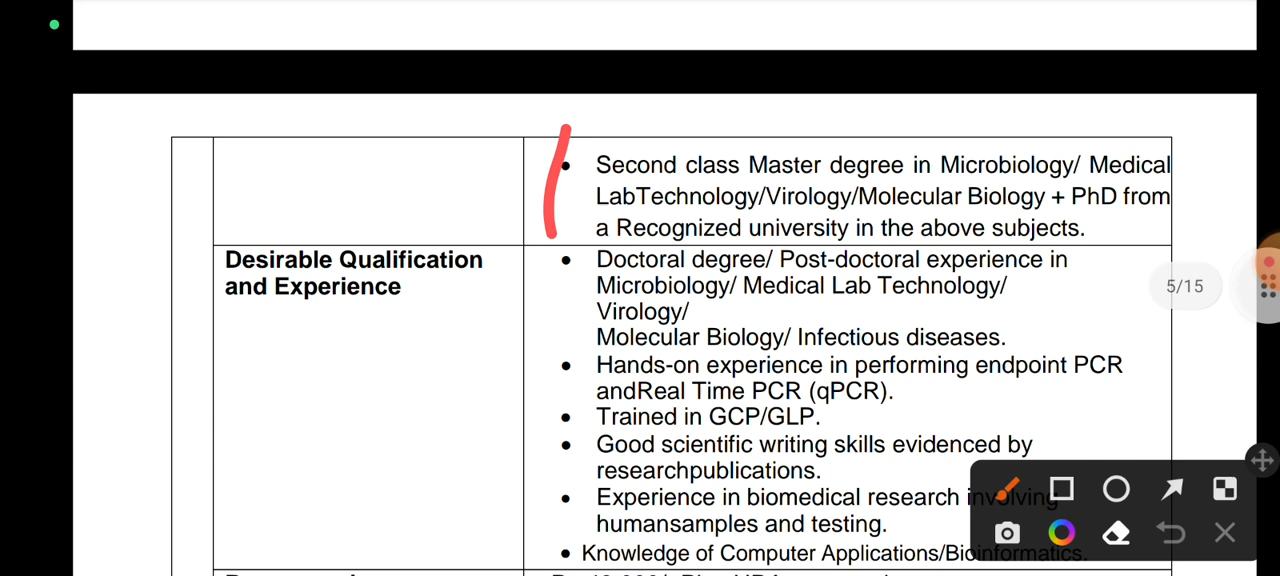 Second class Master degree in Microbiology/ Medical
LabTechnology/Virology/Molecular Biology + PhD from
a Recognized university in the above subjects.
Desirable Qualification
and Experience
• Doctoral degree/ Post-doctoral experience in
Microbiology/ Medical Lab Technology/
Virology/
Molecular Biology/ Infectious diseases.
• Hands-on experience in performing endpoint PCR
andReal Time PCR (qPCR).
• Trained in GCP/GLP.
• Good scientific writing skills evidenced by
researchpublications.
• Experience in biomedical research involving
humansamples and testing.
• Knowledge of Computer Applications/Bioinformatics.
5/15